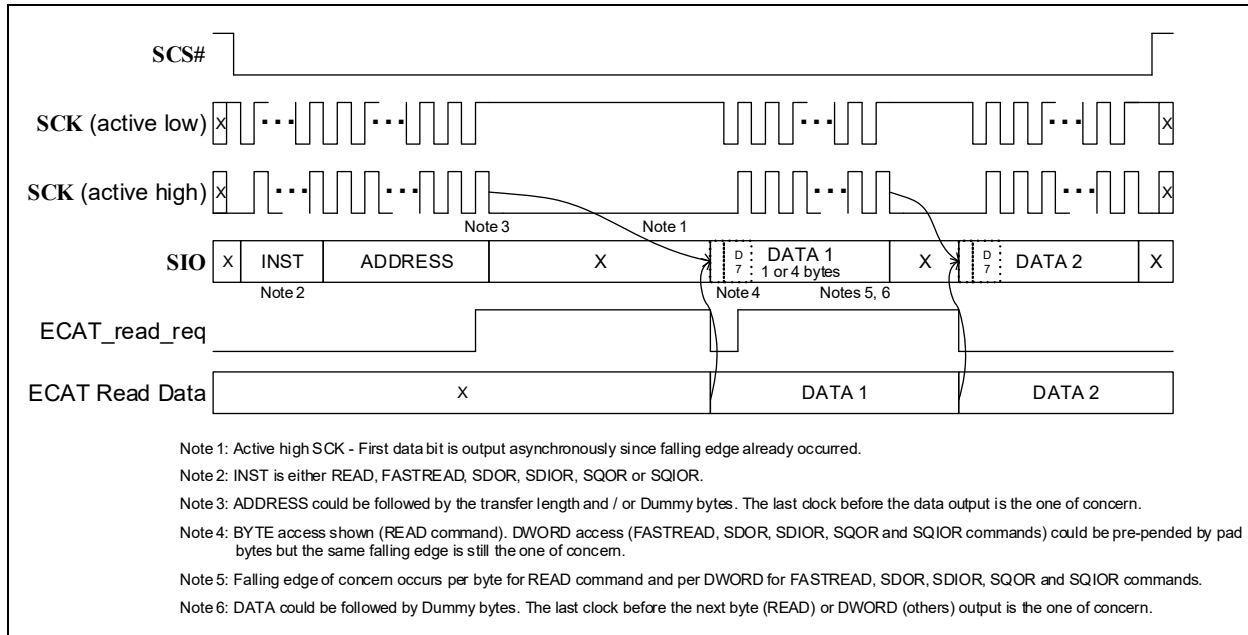 SCS#
SCK (active low) X ... ... ... ... X
SCK (active high) X ... ... ... ... X
Note 3 Note 1
SIO X INST ADDRESS X D7 DATA 1 X D7 DATA 2 X
1 or 4 bytes
Note 2 Note 4 Notes 5, 6
ECAT_read_req
ECAT Read Data X DATA 1 DATA 2
Note 1: Active high SCK - First data bit is output asynchronously since falling edge already occurred.
Note 2: INST is either READ, FASTREAD, SDOR, SDIOR, SQOR or SQIOR.
Note 3: ADDRESS could be followed by the transfer length and / or Dummy bytes. The last clock before the data output is the one of concern.
Note 4: BYTE access shown (READ command). DWORD access (FASTREAD, SDOR, SDIOR, SQOR and SQIOR commands) could be pre-pended by pad
bytes but the same falling edge is still the one of concern.
Note 5: Falling edge of concern occurs per byte for READ command and per DWORD for FASTREAD, SDOR, SDIOR, SQOR and SQIOR commands.
Note 6: DATA could be followed by Dummy bytes. The last clock before the next byte (READ) or DWORD (others) output is the one of concern.